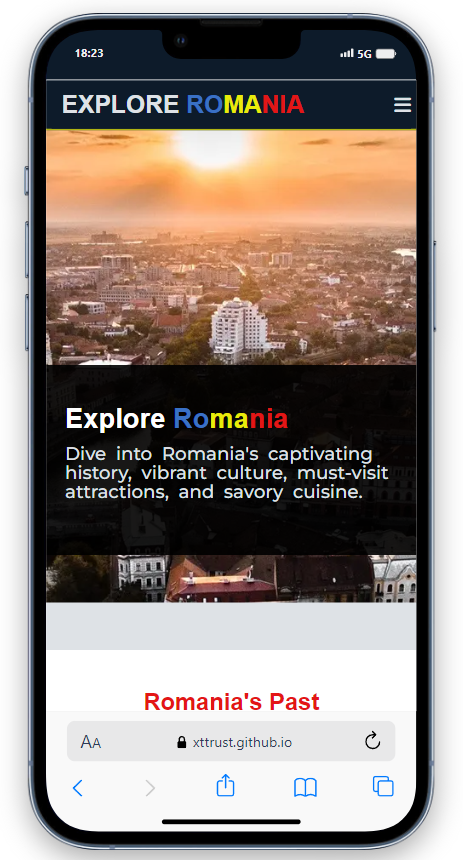 18:23 5G
EXPLORE ROMANIA
Explore Romania
Dive into Romania's captivating
history, vibrant culture, must-visit
attractions, and savory cuisine.
Romania's Past
AA xttrust.github.io